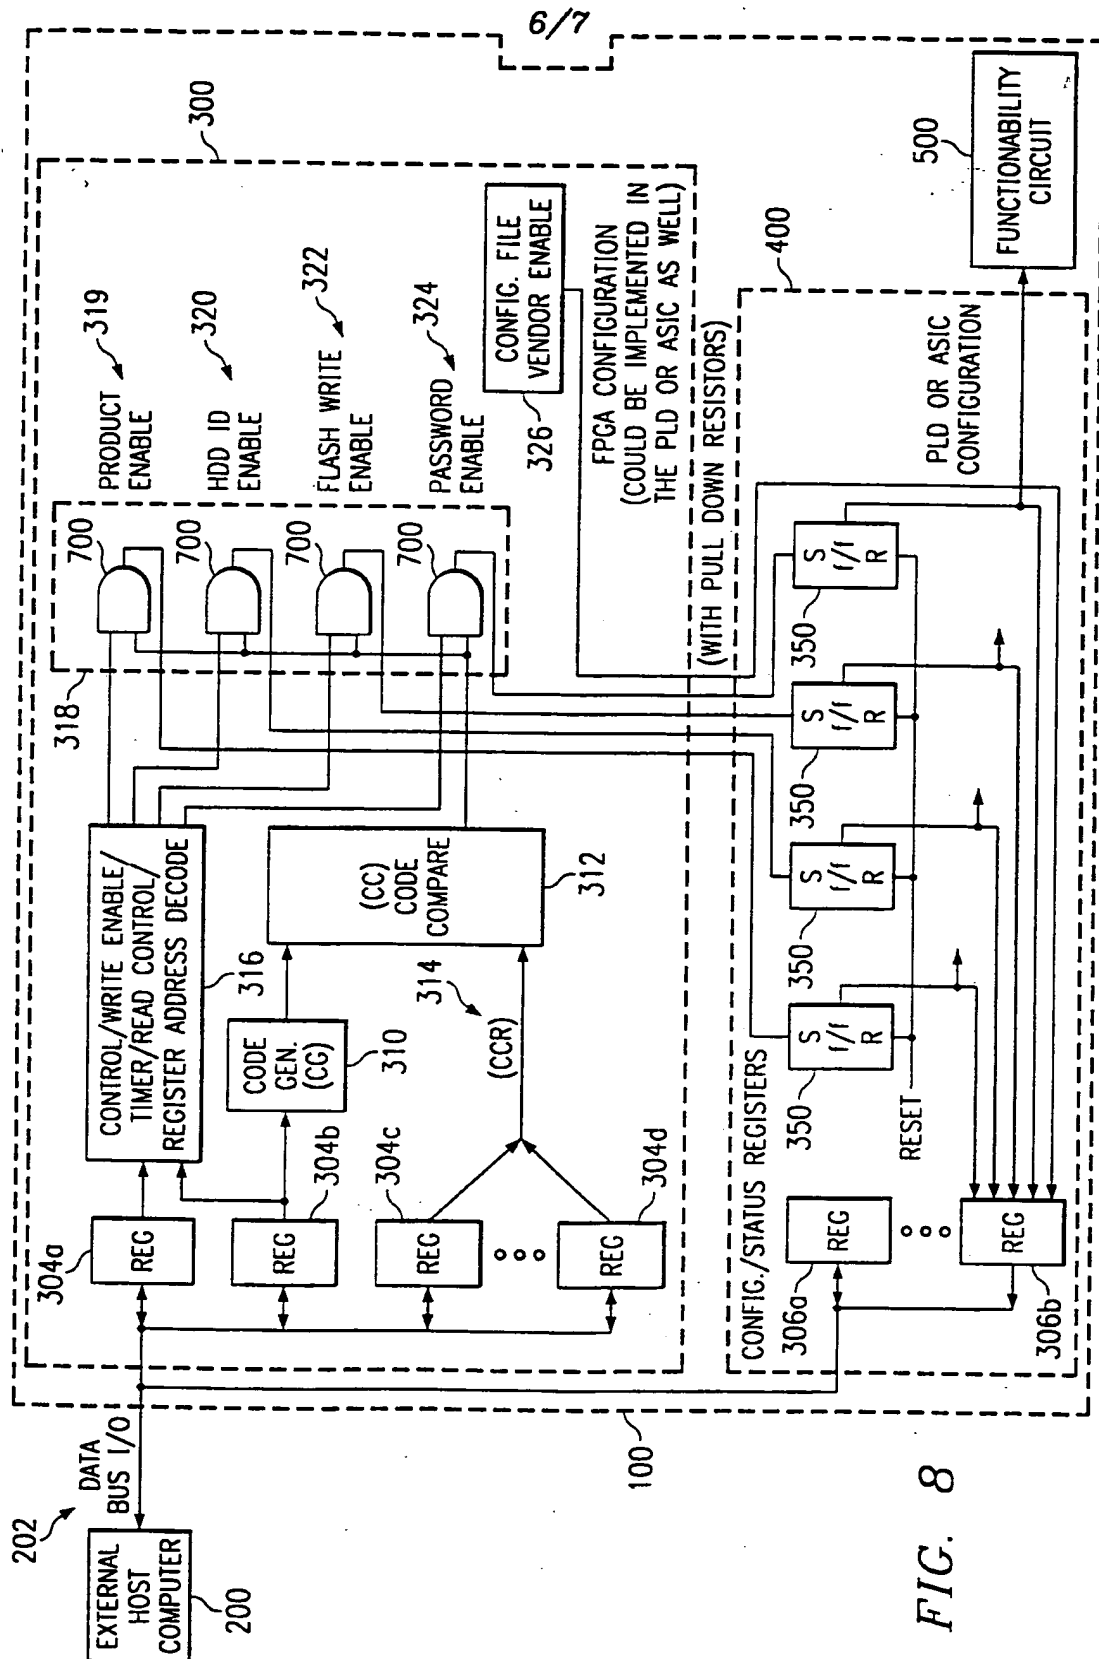 6/7
300
PRODUCT
ENABLE
319
HDD ID
ENABLE
320
FLASH WRITE
ENABLE
322
PASSWORD
ENABLE
324
CONFIG. FILE
VENDOR ENABLE
326
FPGA CONFIGURATION
(COULD BE IMPLEMENTED IN
THE PLD OR ASIC AS WELL)
700
700
700
700
318
CONTROL/WRITE ENABLE/
TIMER/READ CONTROL/
REGISTER ADDRESS DECODE
316
(CC)
CODE
COMPARE
312
CODE
GEN.
(CG)
310
314
(CCR)
304a
REG
304b
REG
304c
REG
304d
REG
202
DATA
BUS I/O
EXTERNAL
HOST
COMPUTER
200
100
(WITH PULL DOWN RESISTORS)
400
PLD OR ASIC
CONFIGURATION
500
FUNCTIONABILITY
CIRCUIT
S
f/f
R
350
S
f/f
R
350
S
f/f
R
350
S
f/f
R
350
RESET
CONFIG./STATUS REGISTERS
306a
REG
306b
REG
FIG. 8